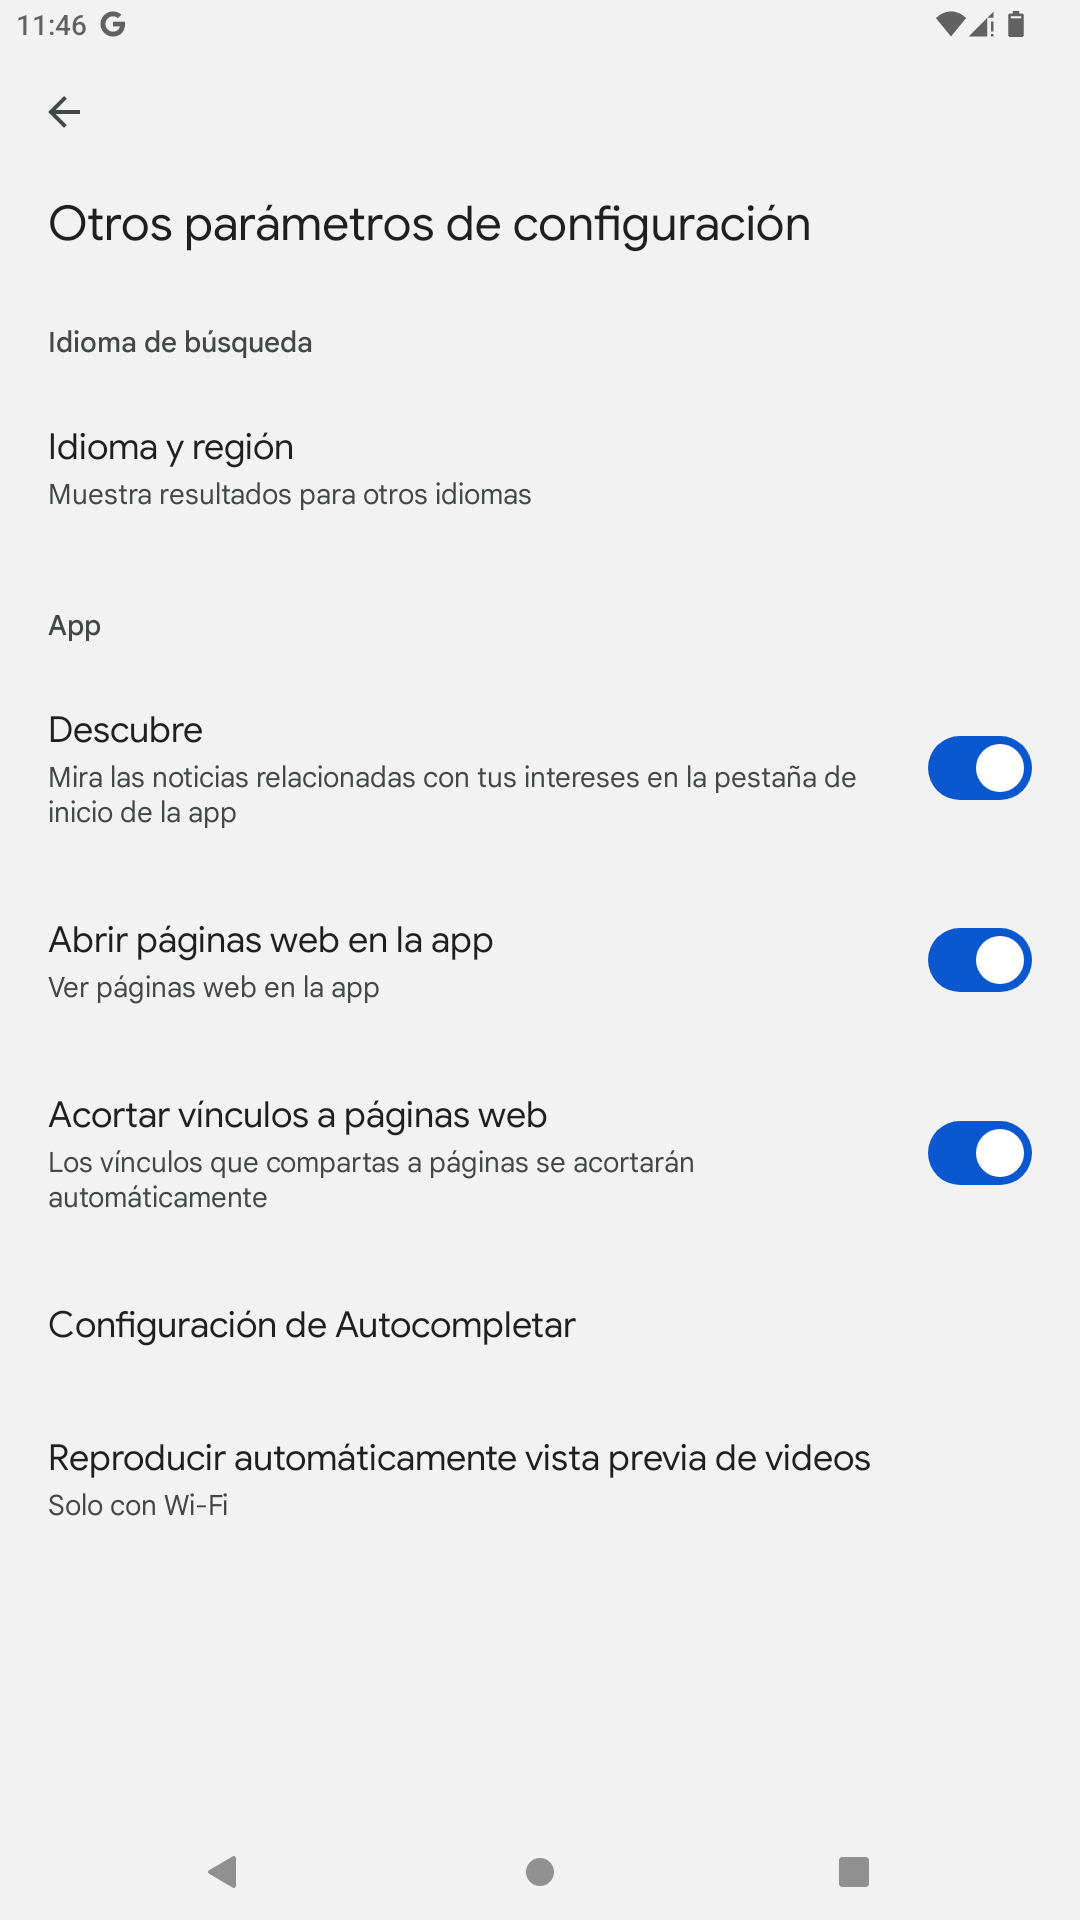 11:46
Otros parámetros de configuración
Idioma de búsqueda
Idioma y región
Muestra resultados para otros idiomas
App
Descubre
Mira las noticias relacionadas con tus intereses en la pestaña de
inicio de la app
Abrir páginas web en la app
Ver páginas web en la app
Acortar vínculos a páginas web
Los vínculos que compartas a páginas se acortarán
automáticamente
Configuración de Autocompletar
Reproducir automáticamente vista previa de videos
Solo con Wi-Fi